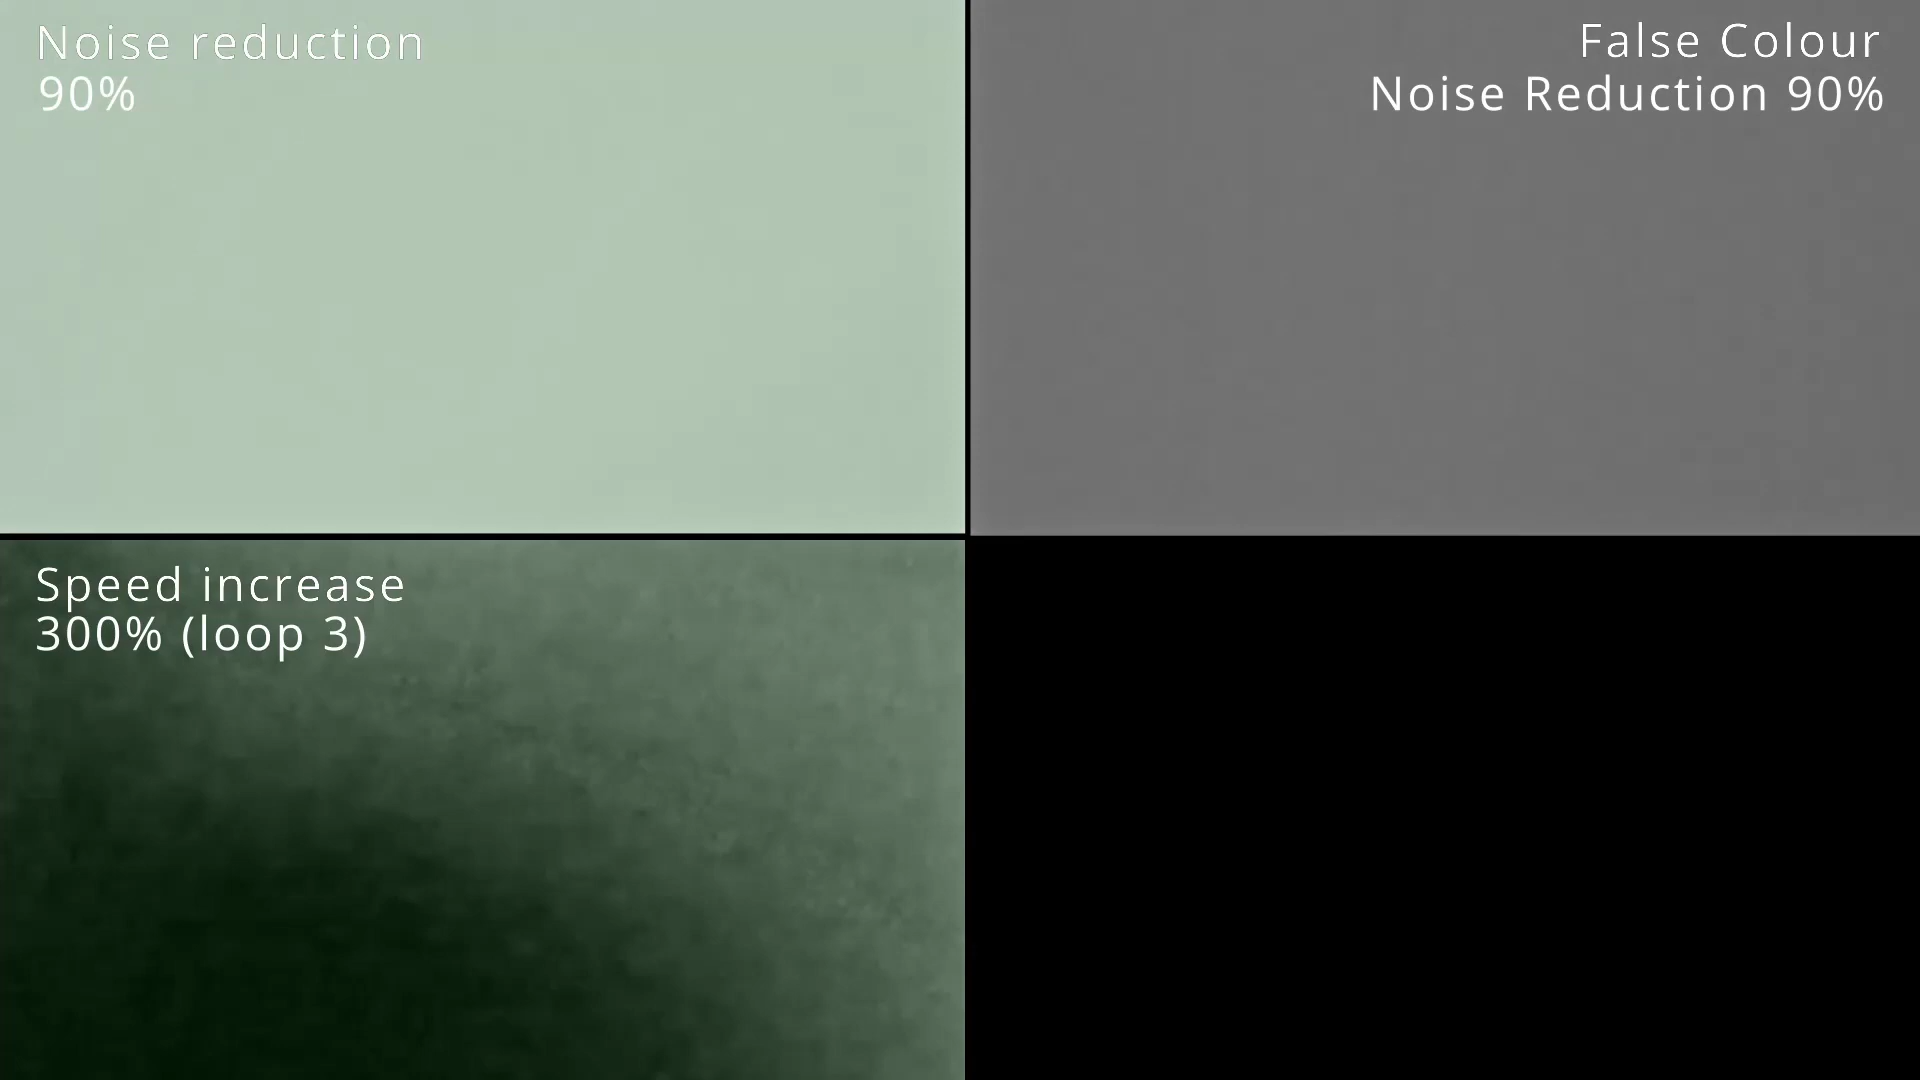 Noise reduction
90%
False Colour
Noise Reduction 90%
Speed increase
300% (loop 3)